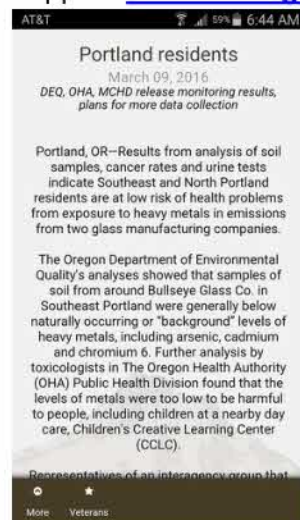 AT&T 59% 6:44 AM
Portland residents
March 09, 2016
DEQ, OHA, MCHD release monitoring results,
plans for more data collection
Portland, OR—Results from analysis of soil
samples, cancer rates and urine tests
indicate Southeast and North Portland
residents are at low risk of health problems
from exposure to heavy metals in emissions
from two glass manufacturing companies.
The Oregon Department of Environmental
Quality's analyses showed that samples of
soil from around Bullseye Glass Co. in
Southeast Portland were generally below
naturally occurring or "background" levels of
heavy metals, including arsenic, cadmium
and chromium 6. Further analysis by
toxicologists in The Oregon Health Authority
(OHA) Public Health Division found that the
levels of metals were too low to be harmful
to people, including children at a nearby day
care, Children's Creative Learning Center
(CCLC).
Representatives of an interagency group that
More Veterans